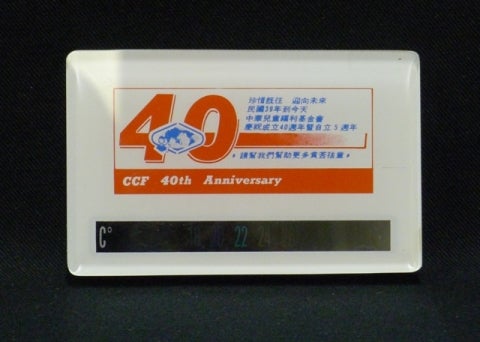 40
珍惜既往 迎向未來
民國39年到今天
中華兒童福利基金會
慶祝成立40週年暨自立5週年
•請幫我們幫助更多貧苦孩童•
CCF 40th Anniversary
C° 18 20 22 24